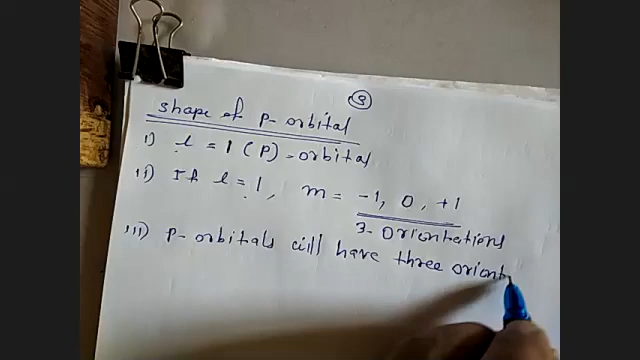 9
Shape of P-orbital
i) l = 1 (P) - orbital
ii) If l = 1, m = -1, 0, +1
3- Orientations
iii) P-orbitals will have three orient